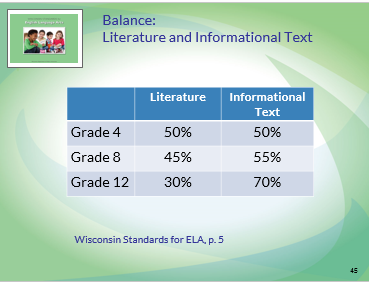 Balance:
Literature and Informational Text
Literature Informational Text
Grade 4 50% 50%
Grade 8 45% 55%
Grade 12 30% 70%
Wisconsin Standards for ELA, p. 5
45